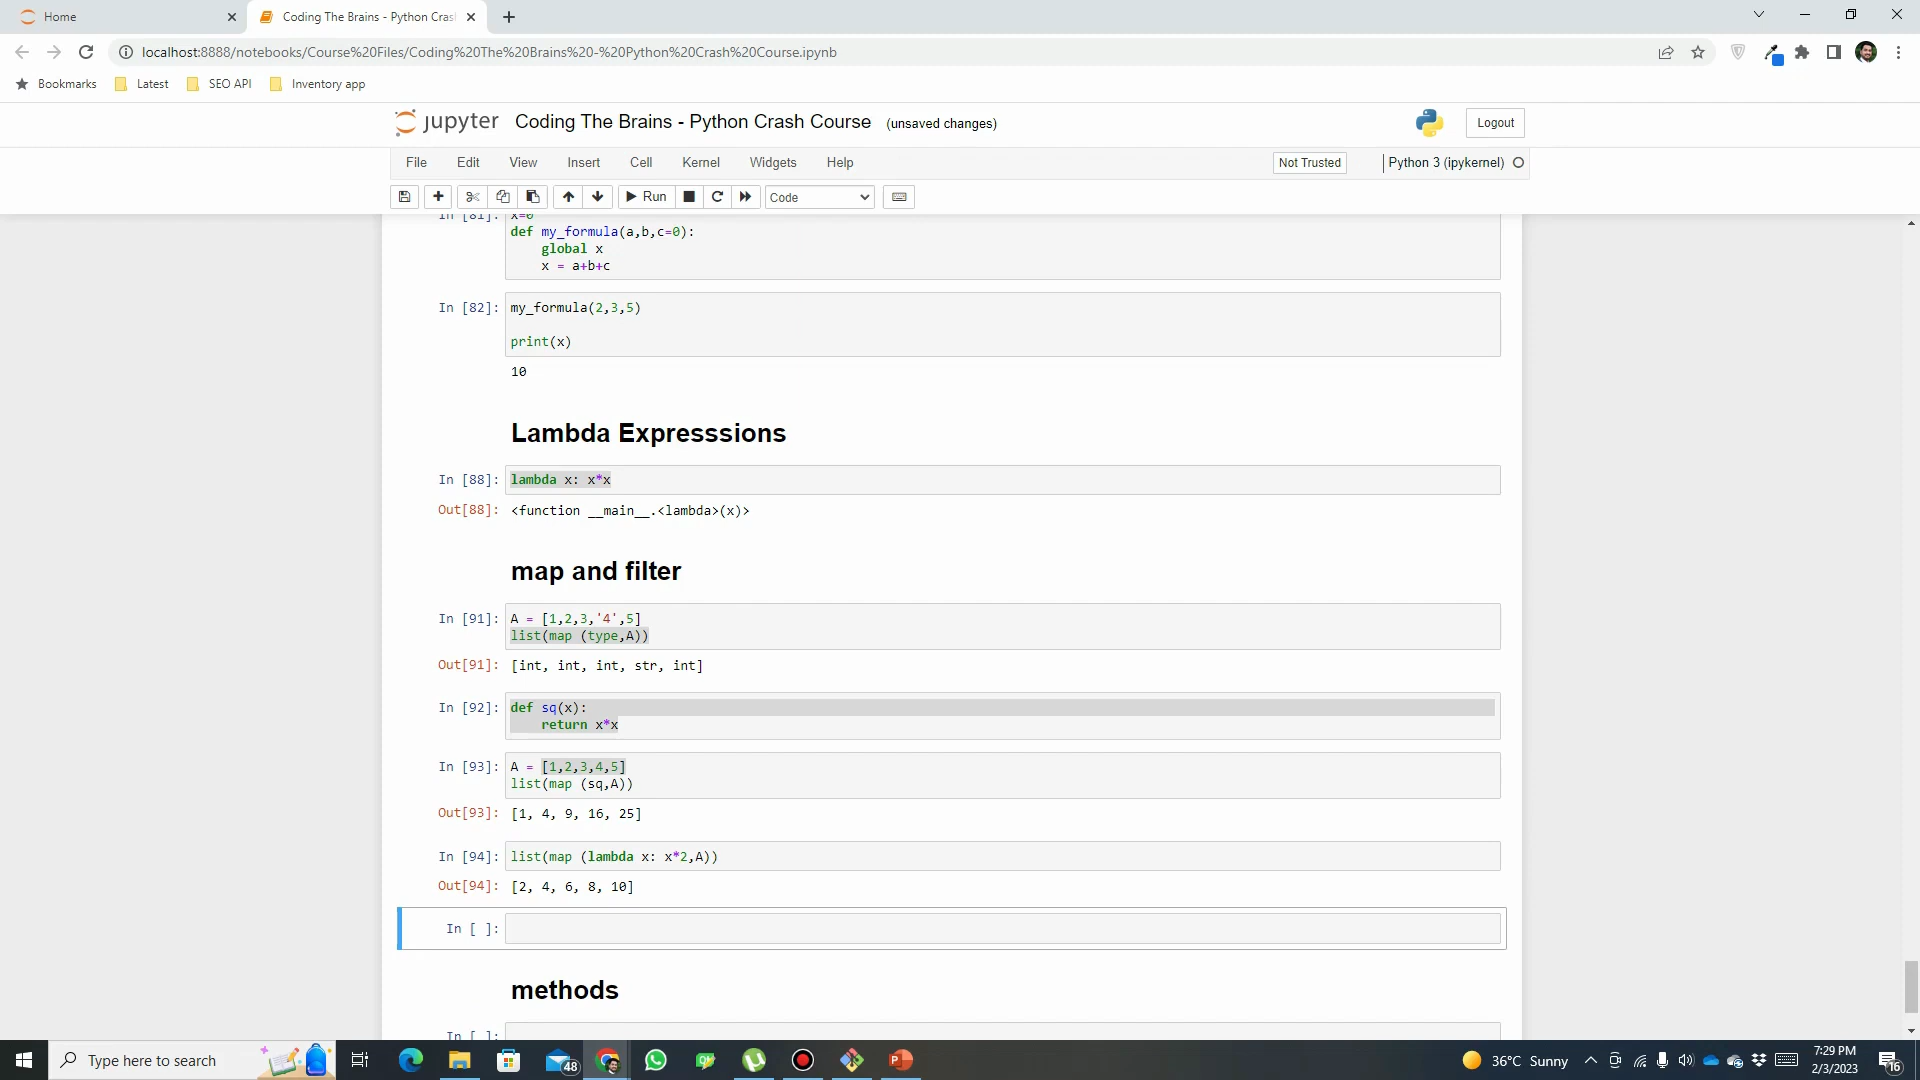 Home
Coding The Brains - Python Cras
localhost:8888/notebooks/Course%20Files/Coding%20The%20Brains%20-%20Python%20Crash%20Course.ipynb
Bookmarks
Latest
SEO API
Inventory app
jupyter
Coding The Brains - Python Crash Course
(unsaved changes)
Logout
File
Edit
View
Insert
Cell
Kernel
Widgets
Help
Not Trusted
Python 3 (ipykernel)
Run
Code
In [81]:
x=0
def my_formula(a,b,c=0):
global x
x = a+b+c
In [82]:
my_formula(2,3,5)
print(x)
10
Lambda Expresssions
In [88]:
lambda x: x*x
Out[88]:
<function __main__.<lambda>(x)>
map and filter
In [91]:
A = [1,2,3,'4',5]
list(map (type,A))
Out[91]:
[int, int, int, str, int]
In [92]:
def sq(x):
return x*x
In [93]:
A = [1,2,3,4,5]
list(map (sq,A))
Out[93]:
[1, 4, 9, 16, 25]
In [94]:
list(map (lambda x: x*2,A))
Out[94]:
[2, 4, 6, 8, 10]
In [ ]:
methods
In [ ]:
Type here to search
48
36°C Sunny
7:29 PM
2/3/2023
16